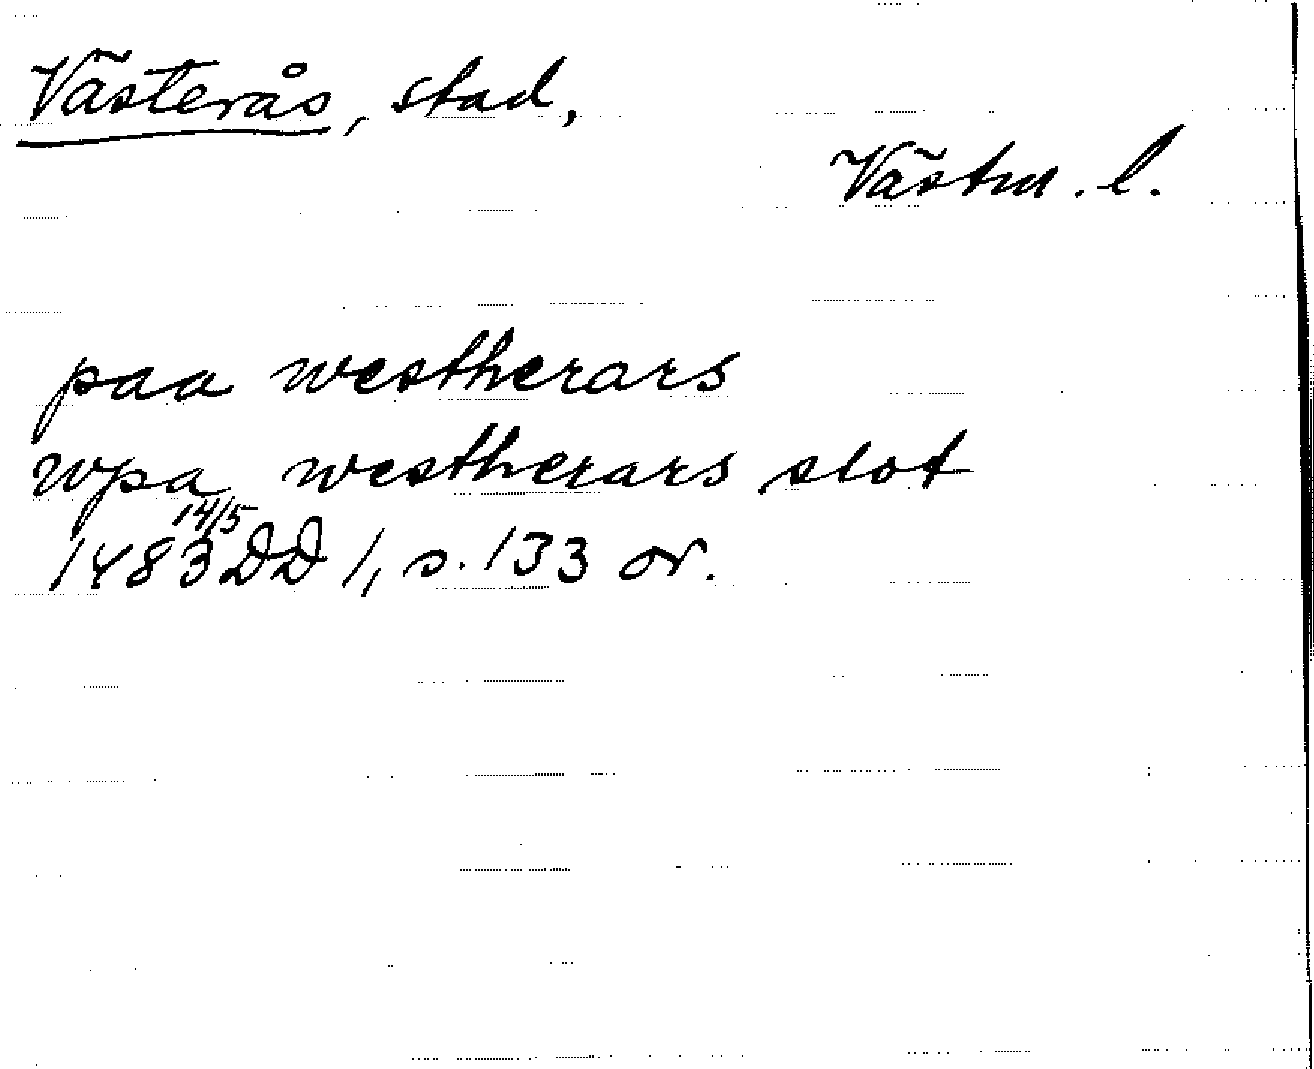 Västerås, stad,
Västm. l.
paa westherars
wpa westherars slot
14/5
1483 DD 1, s. 133 or.